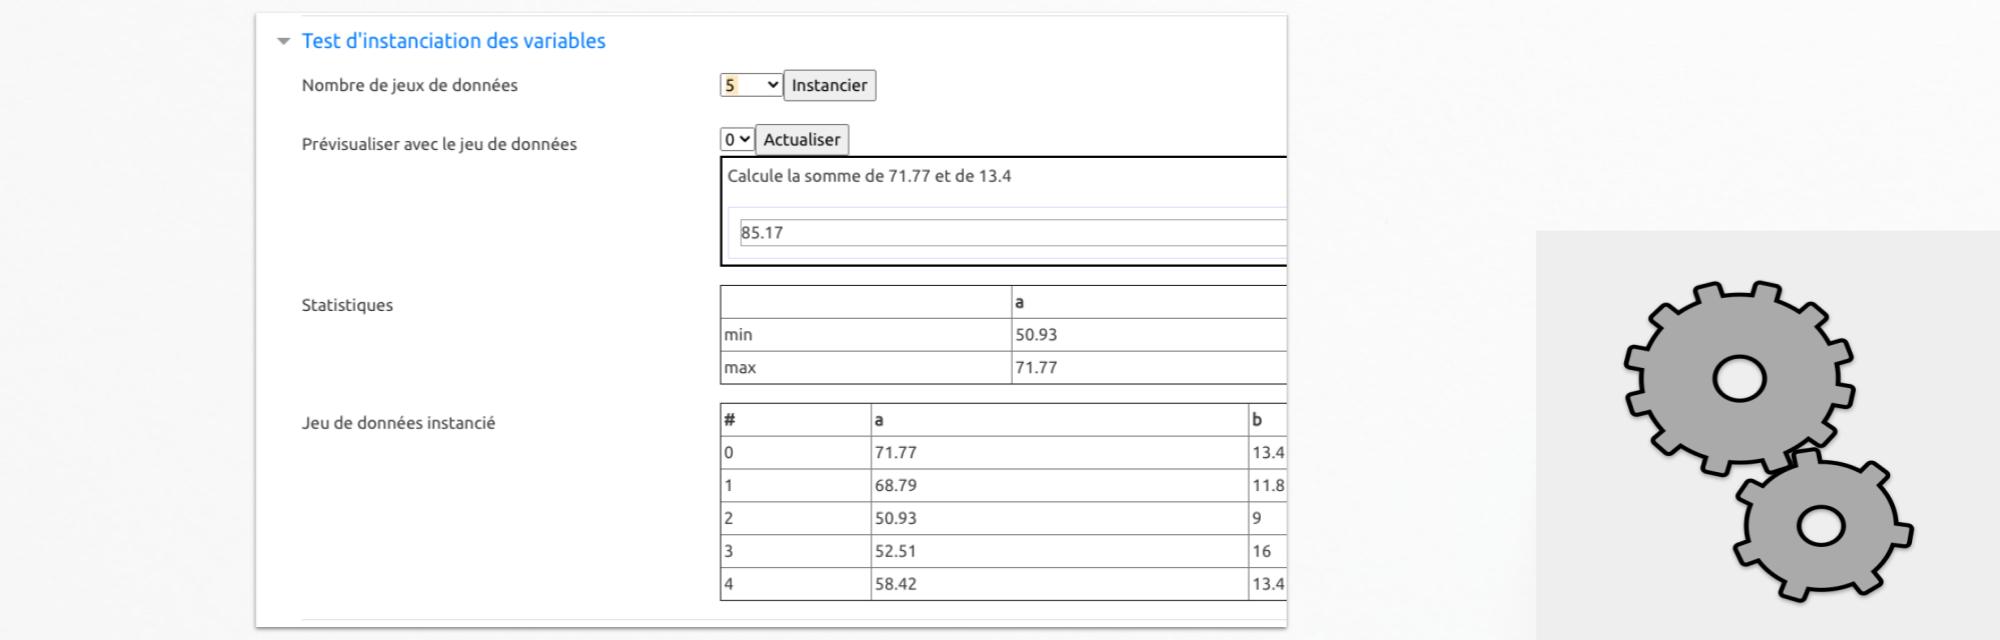 Test d'instanciation des variables
Nombre de jeux de données 5 Instancier
Prévisualiser avec le jeu de données 0 Actualiser
Calcule la somme de 71.77 et de 13.4
85.17
Statistiques a
min 50.93
max 71.77
Jeu de données instancié # a b
0 71.77 13.4
1 68.79 11.8
2 50.93 9
3 52.51 16
4 58.42 13.4